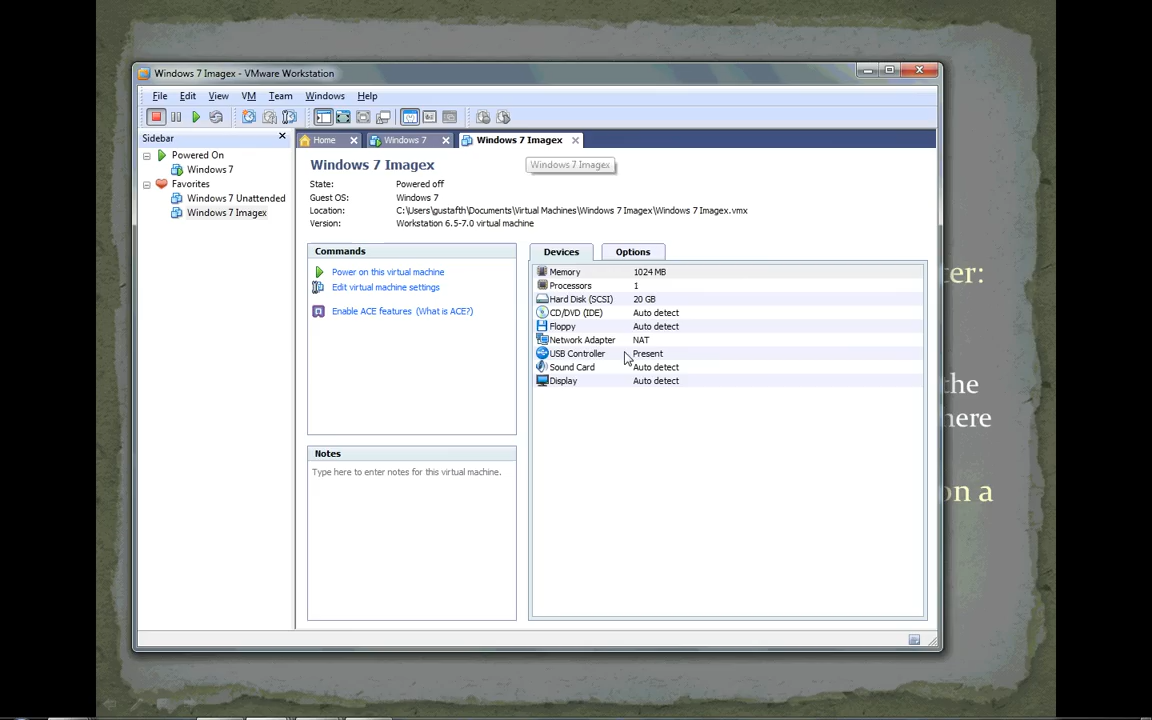 Windows 7 Imagex - VMware Workstation
File Edit View VM Team Windows Help
Sidebar
Powered On
Windows 7
Favorites
Windows 7 Unattended
Windows 7 Imagex
Home Windows 7 Windows 7 Imagex
Windows 7 Imagex
Windows 7 Imagex
State: Powered off
Guest OS: Windows 7
Location: C:\Users\gustafth\Documents\Virtual Machines\Windows 7 Imagex\Windows 7 Imagex.vmx
Version: Workstation 6.5-7.0 virtual machine
Commands
Power on this virtual machine
Edit virtual machine settings
Enable ACE features (What is ACE?)
Notes
Type here to enter notes for this virtual machine.
Devices Options
Memory 1024 MB
Processors 1
Hard Disk (SCSI) 20 GB
CD/DVD (IDE) Auto detect
Floppy Auto detect
Network Adapter NAT
USB Controller Present
Sound Card Auto detect
Display Auto detect
ter:
the
here
on a